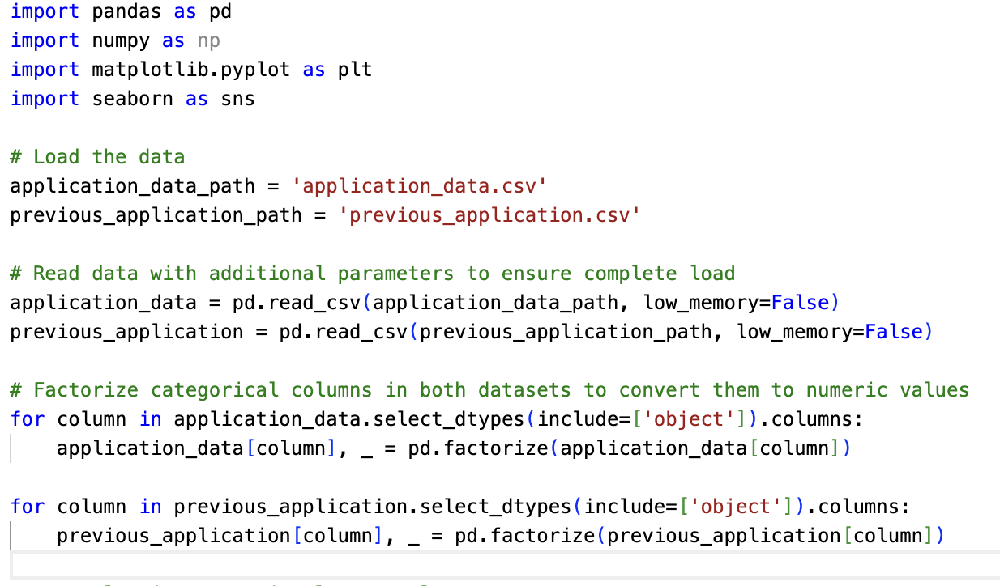 import pandas as pd
import numpy as np
import matplotlib.pyplot as plt
import seaborn as sns
# Load the data
application_data_path = 'application_data.csv'
previous_application_path = 'previous_application.csv'
# Read data with additional parameters to ensure complete load
application_data = pd.read_csv(application_data_path, low_memory=False)
previous_application = pd.read_csv(previous_application_path, low_memory=False)
# Factorize categorical columns in both datasets to convert them to numeric values
for column in application_data.select_dtypes(include=['object']).columns:
    application_data[column], _ = pd.factorize(application_data[column])
for column in previous_application.select_dtypes(include=['object']).columns:
    previous_application[column], _ = pd.factorize(previous_application[column])